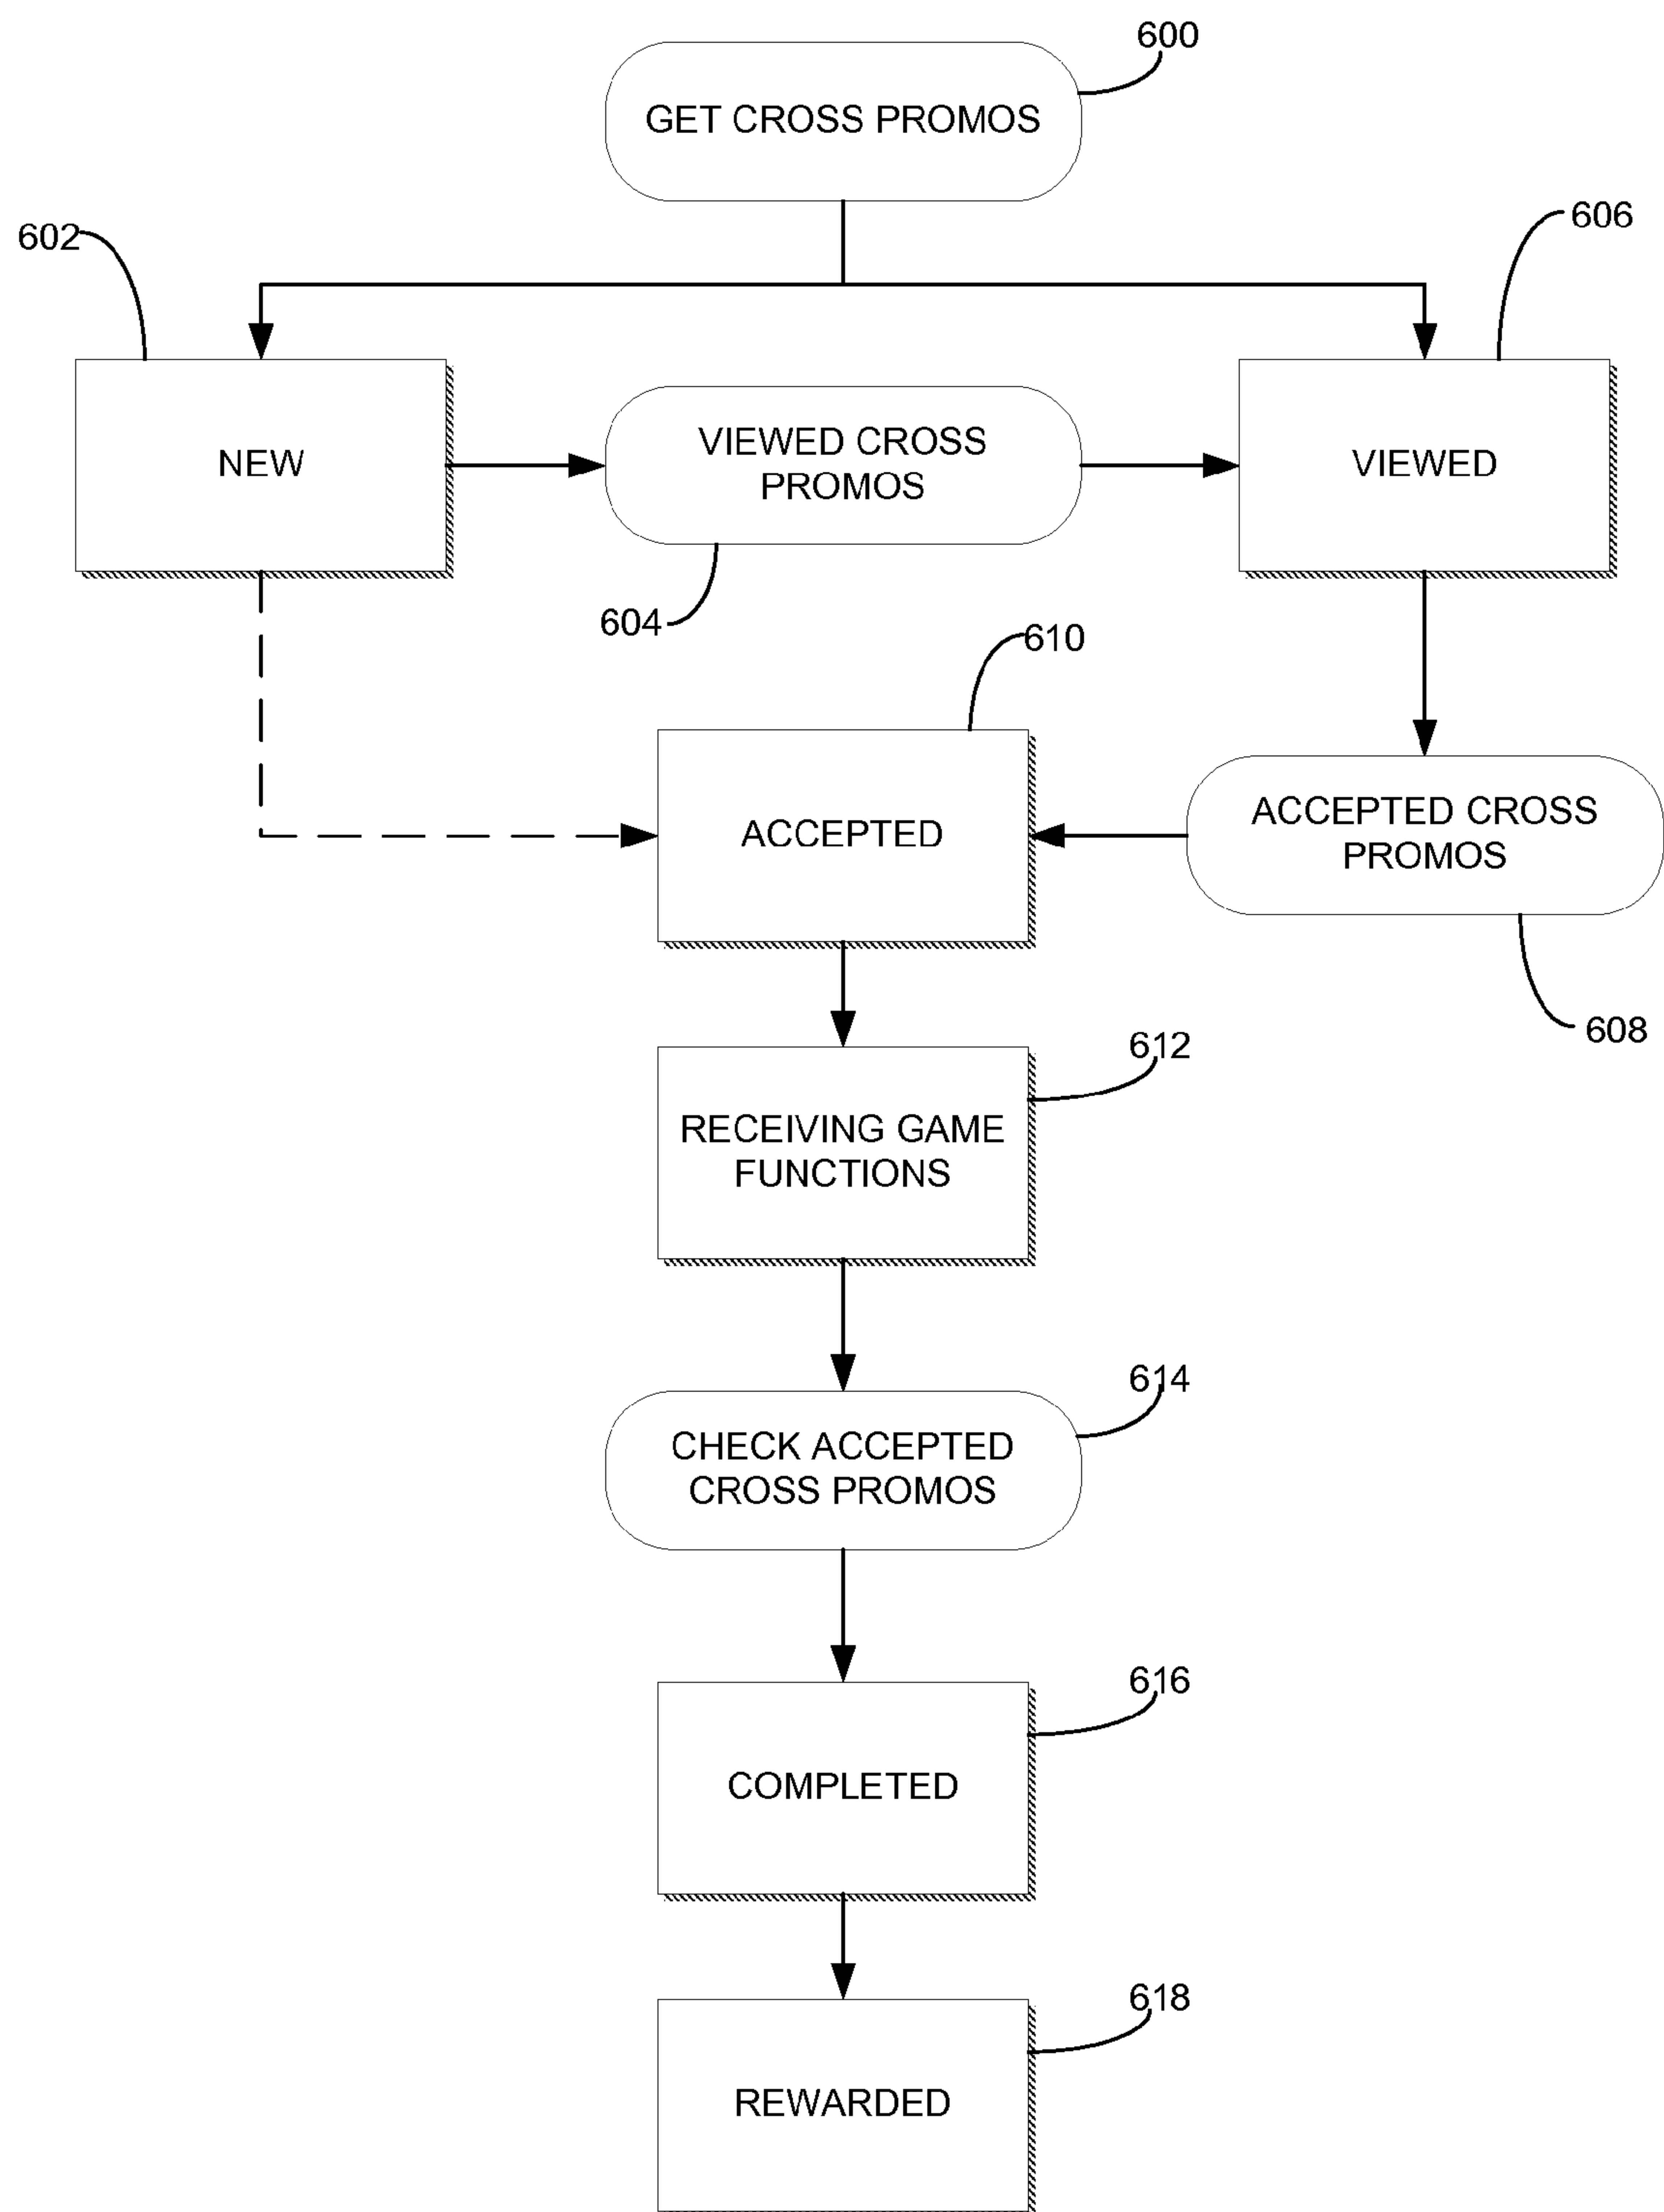 600
GET CROSS PROMOS
602
606
NEW
VIEWED CROSS
PROMOS
VIEWED
604
610
ACCEPTED
ACCEPTED CROSS
PROMOS
608
612
RECEIVING GAME
FUNCTIONS
614
CHECK ACCEPTED
CROSS PROMOS
616
COMPLETED
618
REWARDED